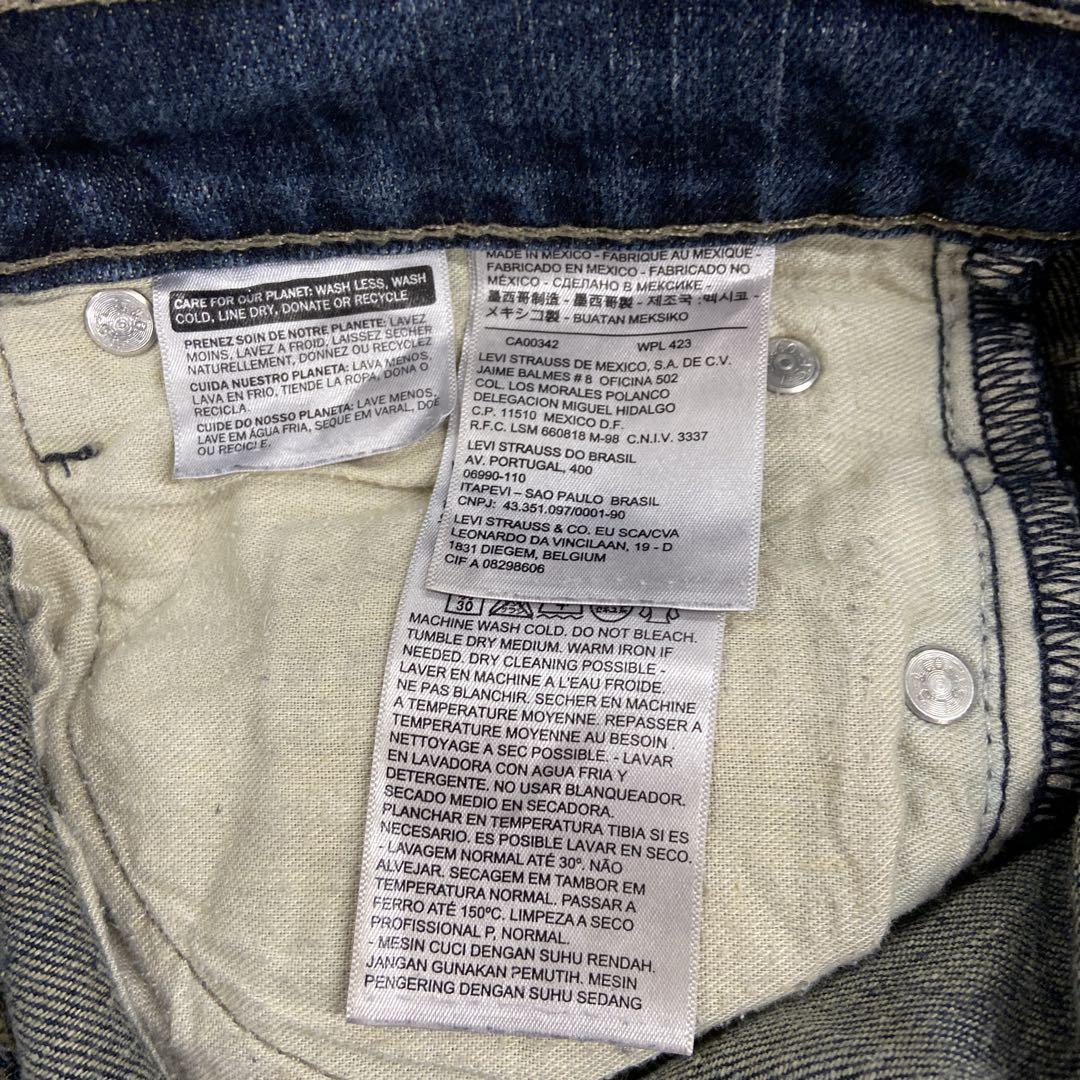 CARE FOR OUR PLANET: WASH LESS, WASH
COLD, LINE DRY, DONATE OR RECYCLE
PRENEZ SOIN DE NOTRE PLANETE: LAVEZ
MOINS, LAVEZ A FROID, LAISSEZ SECHER
NATURELLEMENT, DONNEZ OU RECYCLEZ
CUIDA NUESTRO PLANETA: LAVA MENOS,
LAVA EN FRIO, TIENDE LA ROPA, DONA O
RECICLA.
CUIDE DO NOSSO PLANETA: LAVE MENOS,
LAVE EM ÁGUA FRIA, SEQUE EM VARAL, DOE
OU RECICLE.
MADE IN MEXICO - FABRIQUE AU MEXIQUE -
FABRICADO EN MEXICO - FABRICADO NO
MÉXICO - СДЕЛАНО В МЕКСИКЕ -
墨西哥制造 - 墨西哥製 - 제조국 : 멕시코 -
メキシコ製 - BUATAN MEKSIKO
CA00342 WPL 423
LEVI STRAUSS DE MEXICO, S.A. DE C.V.
JAIME BALMES # 8 OFICINA 502
COL. LOS MORALES POLANCO
DELEGACION MIGUEL HIDALGO
C.P. 11510 MEXICO D.F.
R.F.C. LSM 660818 M-98 C.N.I.V. 3337
LEVI STRAUSS DO BRASIL
AV. PORTUGAL, 400
06990-110
ITAPEVI – SAO PAULO BRASIL
CNPJ: 43.351.097/0001-90
LEVI STRAUSS & CO. EU SCA/CVA
LEONARDO DA VINCILAAN, 19 - D
1831 DIEGEM, BELGIUM
CIF A 08298606
30
MACHINE WASH COLD. DO NOT BLEACH.
TUMBLE DRY MEDIUM. WARM IRON IF
NEEDED. DRY CLEANING POSSIBLE -
LAVER EN MACHINE A L'EAU FROIDE.
NE PAS BLANCHIR. SECHER EN MACHINE
A TEMPERATURE MOYENNE. REPASSER A
TEMPERATURE MOYENNE AU BESOIN .
NETTOYAGE A SEC POSSIBLE. - LAVAR
EN LAVADORA CON AGUA FRIA Y
DETERGENTE. NO USAR BLANQUEADOR.
SECADO MEDIO EN SECADORA.
PLANCHAR EN TEMPERATURA TIBIA SI ES
NECESARIO. ES POSIBLE LAVAR EN SECO.
- LAVAGEM NORMAL ATÉ 30º. NÃO
ALVEJAR. SECAGEM EM TAMBOR EM
TEMPERATURA NORMAL. PASSAR A
FERRO ATÉ 150ºC. LIMPEZA A SECO
PROFISSIONAL P, NORMAL.
- MESIN CUCI DENGAN SUHU RENDAH.
JANGAN GUNAKAN PEMUTIH. MESIN
PENGERING DENGAN SUHU SEDANG